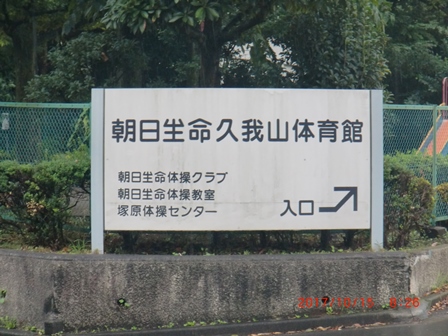 朝日生命久我山体育館
朝日生命体操クラブ
朝日生命体操教室
塚原体操センター
入口